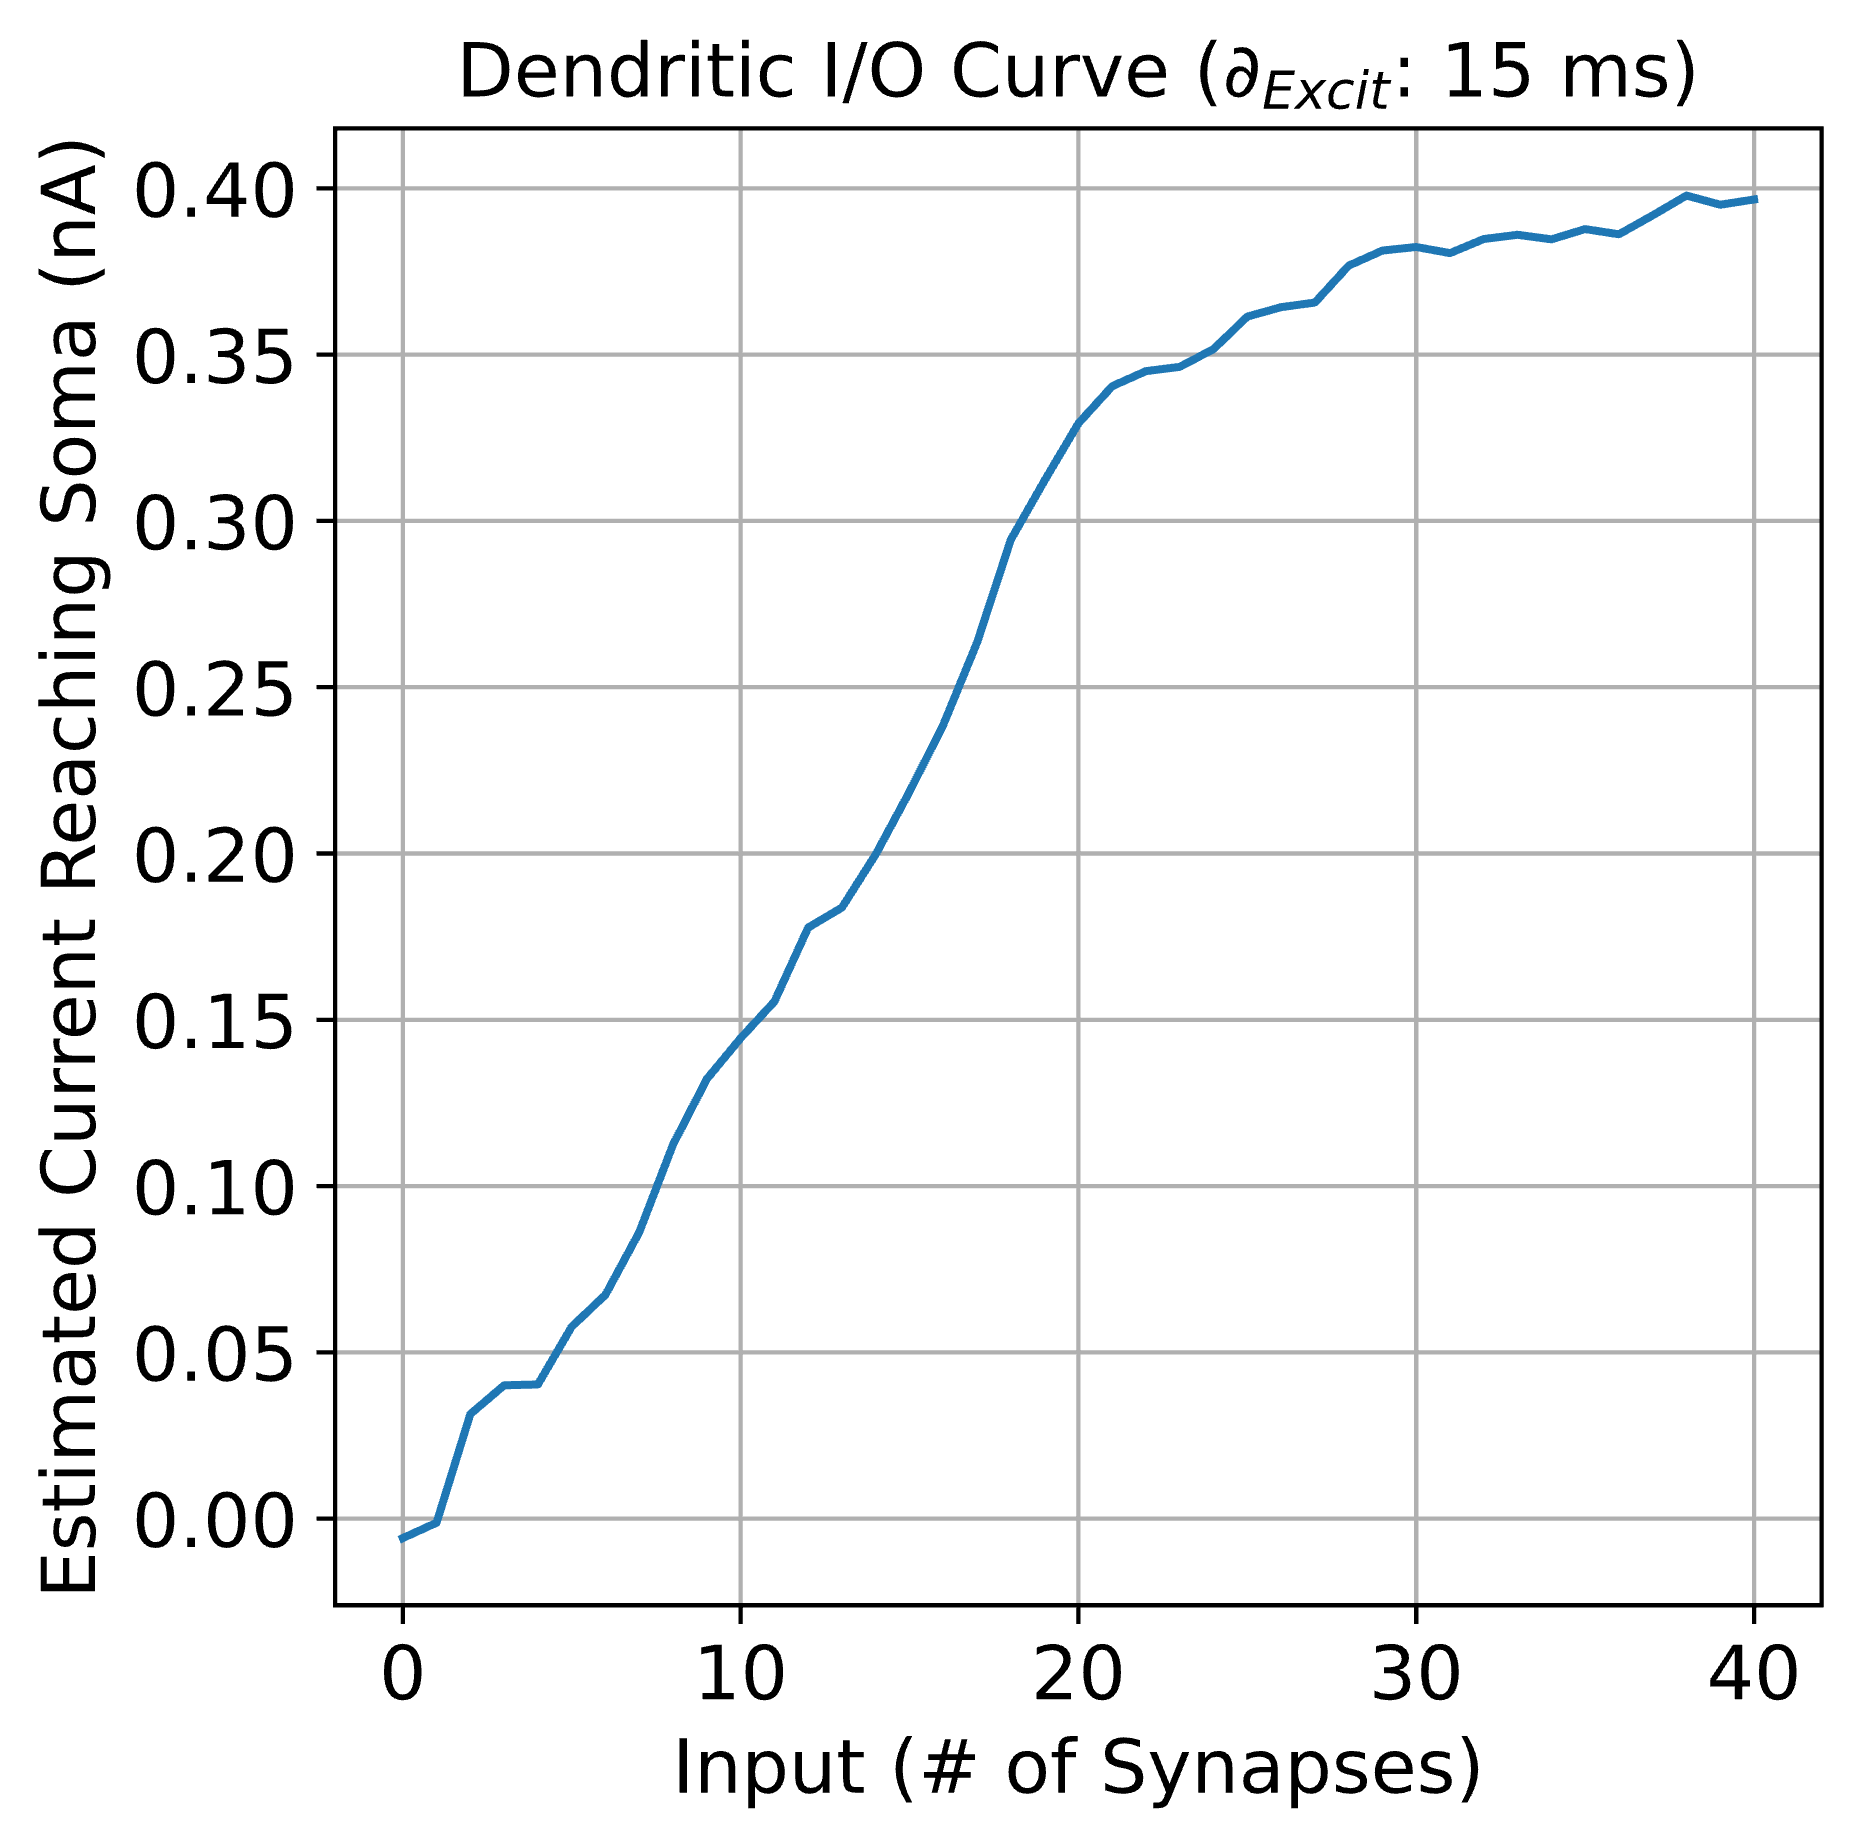 Dendritic I/O Curve (∂Excit: 15 ms)
Estimated Current Reaching Soma (nA)
0.40
0.35
0.30
0.25
0.20
0.15
0.10
0.05
0.00
0 10 20 30 40
Input (# of Synapses)